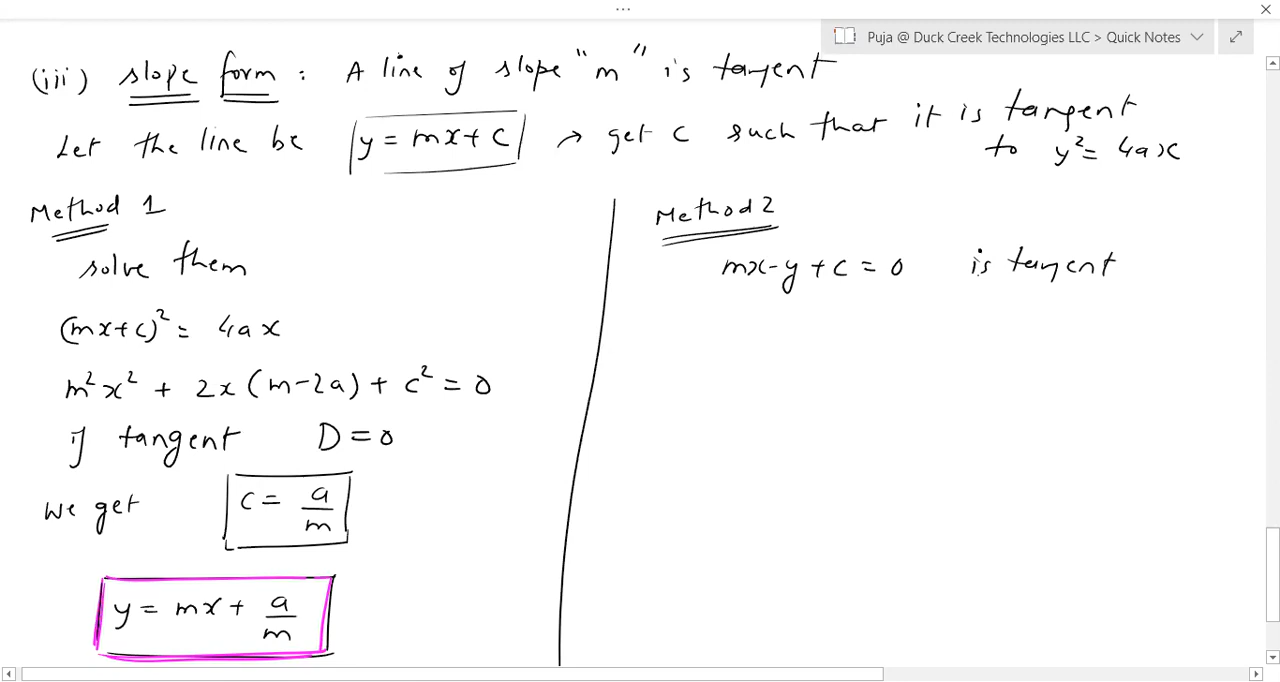 Puja @ Duck Creek Technologies LLC > Quick Notes
(iii) slope form : A line of slope "m" is tangent
Let the line be y = mx + c → get c such that it is tangent
to y² = 4ax
Method 1
solve them
(mx+c)² = 4ax
m²x² + 2x(m-2a) + c² = 0
if tangent D = 0
we get c = a/m
y = mx + a/m
Method 2
mx - y + c = 0 is tangent